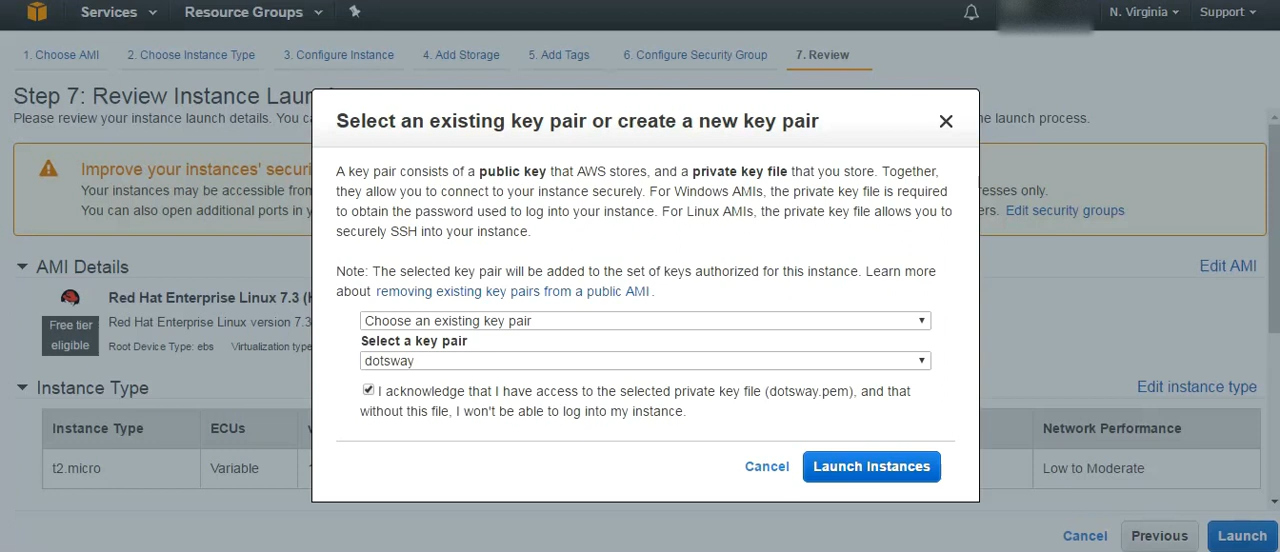 Services Resource Groups N. Virginia Support
1. Choose AMI 2. Choose Instance Type 3. Configure Instance 4. Add Storage 5. Add Tags 6. Configure Security Group 7. Review
Step 7: Review Instance Laun
Please review your instance launch details. You ca
he launch process.
Improve your instances' securi
Your instances may be accessible from
resses only.
You can also open additional ports in y
ers. Edit security groups
AMI Details
Edit AMI
Red Hat Enterprise Linux 7.3 (H
Free tier
eligible
Red Hat Enterprise Linux version 7.3
Root Device Type: ebs Virtualization type
Instance Type
Edit instance type
Instance Type ECUs v Network Performance
t2.micro Variable 1 Low to Moderate
Cancel Previous Launch
Select an existing key pair or create a new key pair
A key pair consists of a public key that AWS stores, and a private key file that you store. Together,
they allow you to connect to your instance securely. For Windows AMIs, the private key file is required
to obtain the password used to log into your instance. For Linux AMIs, the private key file allows you to
securely SSH into your instance.
Note: The selected key pair will be added to the set of keys authorized for this instance. Learn more
about removing existing key pairs from a public AMI.
Choose an existing key pair
Select a key pair
dotsway
I acknowledge that I have access to the selected private key file (dotsway.pem), and that
without this file, I won't be able to log into my instance.
Cancel Launch Instances